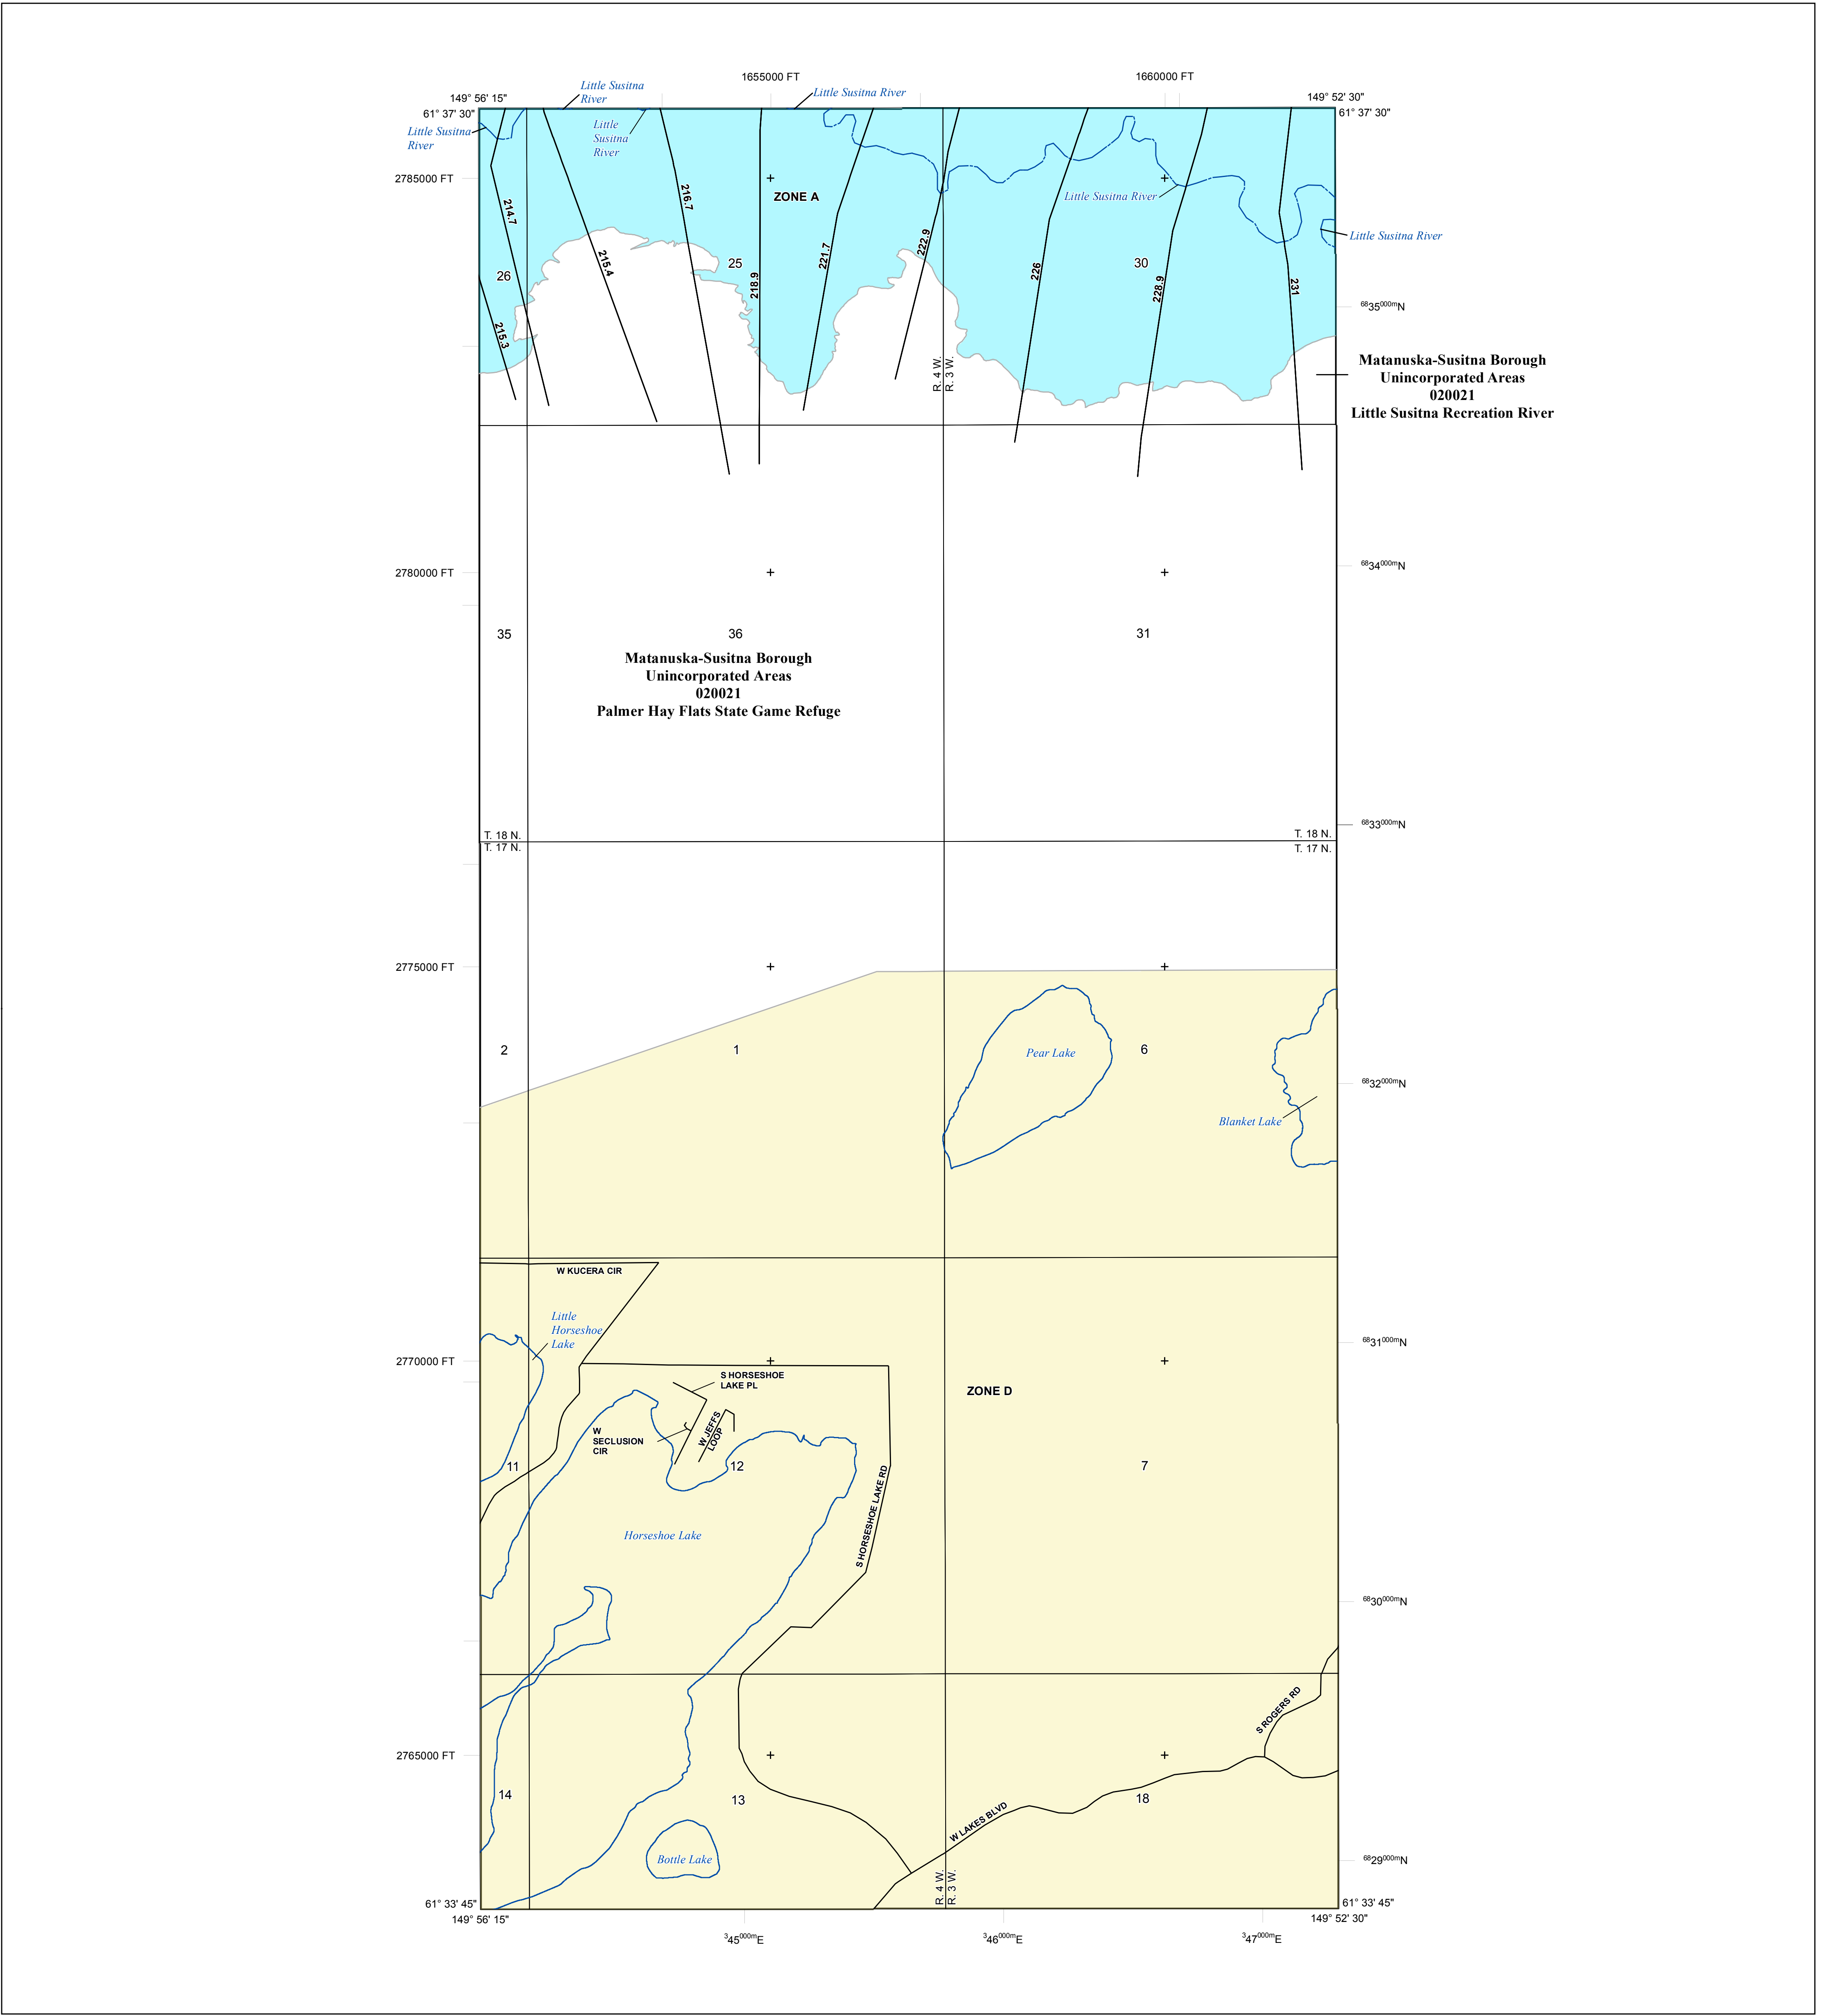 1655000 FT
1660000 FT
Little Susitna
River
Little Susitna River
149° 56' 15"
149° 52' 30"
61° 37' 30"
61° 37' 30"
Little Susitna
River
Little
Susitna
River
2785000 FT
ZONE A
Little Susitna River
Little Susitna River
214.7
216.7
215.4
218.9
221.7
222.9
226
228.9
231
215.3
26
25
30
6835000mN
R. 4 W.
R. 3 W.
Matanuska-Susitna Borough
Unincorporated Areas
020021
Little Susitna Recreation River
2780000 FT
6834000mN
35
36
31
Matanuska-Susitna Borough
Unincorporated Areas
020021
Palmer Hay Flats State Game Refuge
6833000mN
T. 18 N.
T. 17 N.
T. 18 N.
T. 17 N.
2775000 FT
2
1
Pear Lake
6
6832000mN
Blanket Lake
W KUCERA CIR
Little
Horseshoe
Lake
6831000mN
2770000 FT
S HORSESHOE
LAKE PL
ZONE D
W
SECLUSION
CIR
W JEFFS
LOOP
11
12
7
S HORSESHOE LAKE RD
Horseshoe Lake
6830000mN
S ROGERS RD
2765000 FT
14
13
18
W LAKES BLVD
Bottle Lake
6829000mN
R. 4 W.
R. 3 W.
61° 33' 45"
61° 33' 45"
149° 56' 15"
149° 52' 30"
345000mE
346000mE
347000mE